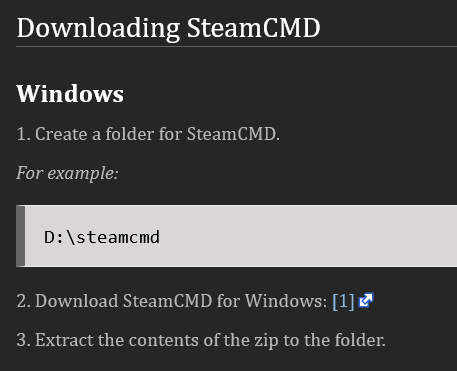 Downloading SteamCMD
Windows
1. Create a folder for SteamCMD.
For example:
D:\steamcmd
2. Download SteamCMD for Windows: [1]
3. Extract the contents of the zip to the folder.